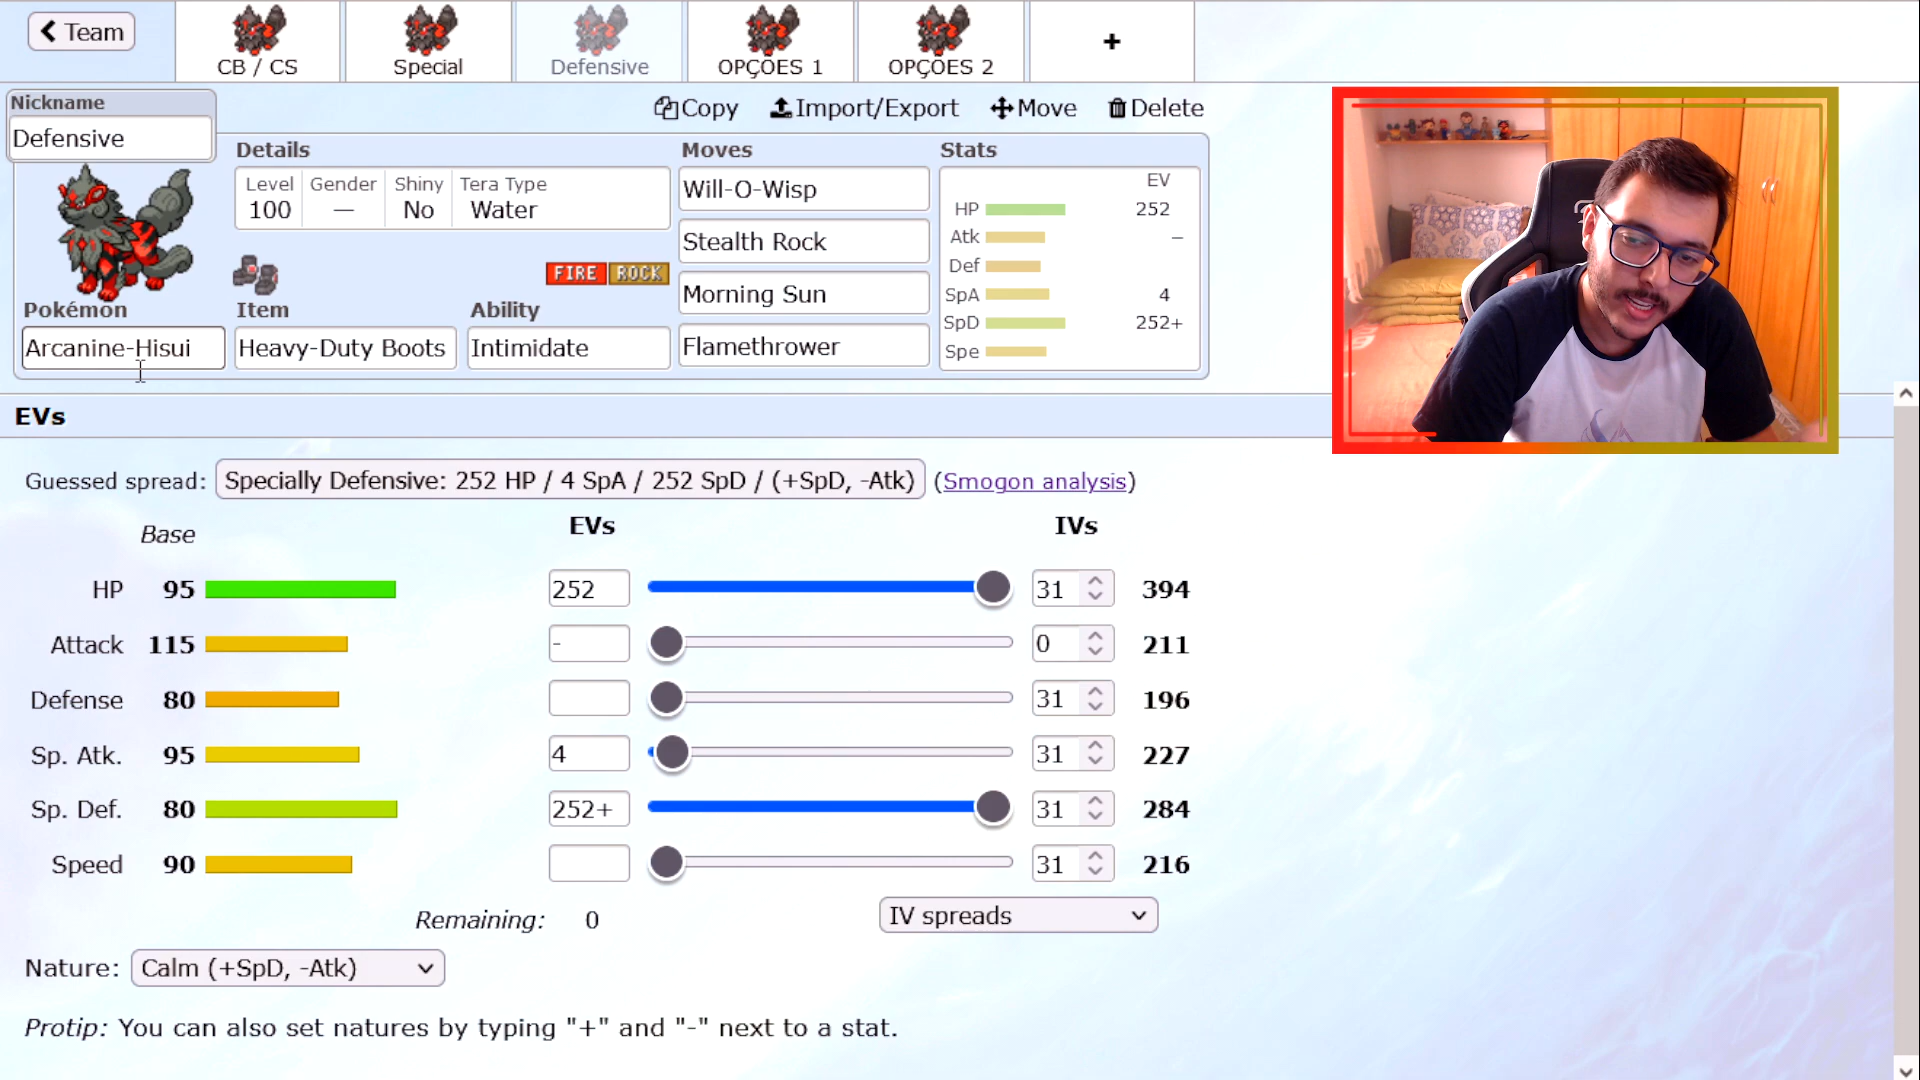 Team
CB / CS
Special
Defensive
OPÇÕES 1
OPÇÕES 2
+
Nickname
Defensive
Copy
Import/Export
Move
Delete
Details
Moves
Stats
Level
100
Gender
—
Shiny
No
Tera Type
Water
FIRE
ROCK
Pokémon
Arcanine-Hisui
Item
Heavy-Duty Boots
Ability
Intimidate
Will-O-Wisp
Stealth Rock
Morning Sun
Flamethrower
EV
HP 252
Atk –
Def
SpA 4
SpD 252+
Spe
EVs
Guessed spread: Specially Defensive: 252 HP / 4 SpA / 252 SpD / (+SpD, -Atk) (Smogon analysis)
Base EVs IVs
HP 95 252 31 394
Attack 115 - 0 211
Defense 80 31 196
Sp. Atk. 95 4 31 227
Sp. Def. 80 252+ 31 284
Speed 90 31 216
Remaining: 0 IV spreads
Nature: Calm (+SpD, -Atk)
Protip: You can also set natures by typing "+" and "-" next to a stat.